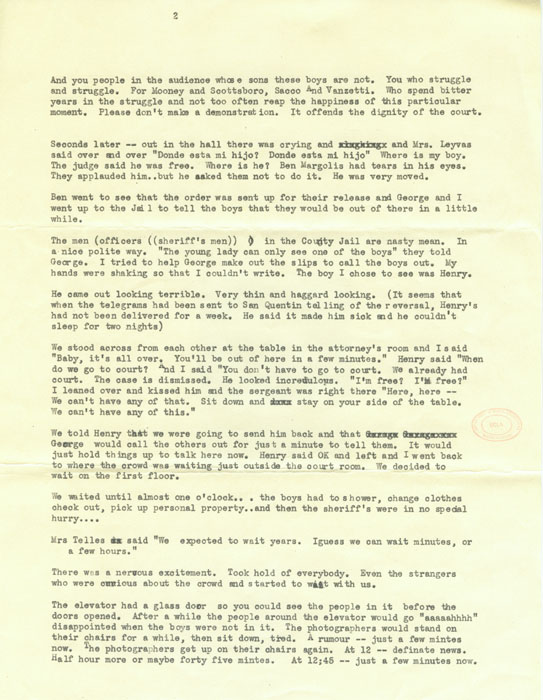 2
And you people in the audience whose sons these boys are not. You who struggle
and struggle. For Mooney and Scottsboro, Sacco And Vanzetti. Who spend bitter
years in the struggle and not too often reap the happiness of this particular
moment. Please don't make a demonstration. It offends the dignity of the court.
Seconds later -- out in the hall there was crying and and Mrs. Leyvas
said over and over "Donde esta mi hijo? Donde esta mi hijo" Where is my boy.
The judge said he was free. Where is he? Ben Margolis had tears in his eyes.
They applauded him..but he asked them not to do it. He was very moved.
Ben went to see that the order was sent up for their release and George and I
went up to the Jail to tell the boys that they would be out of there in a little
while.
The men (officers ((sheriff's men)) ) in the County Jail are nasty mean. In
a nice polite way. "The young lady can only see one of the boys" they told
George. I tried to help George make out the slips to call the boys out. My
hands were shaking so that I couldn't write. The boy I chose to see was Henry.
He came out looking terrible. Very thin and haggard looking. (It seems that
when the telegrams had been sent to San Quentin telling of the reversal, Henry's
had not been delivered for a week. He said it made him sick and he couldn't
sleep for two nights)
We stood across from each other at the table in the attorney's room and I said
"Baby, it's all over. You'll be out of here in a few minutes." Henry said "When
do we go to court? And I said "You don't have to go to court. We already had
court. The case is dismissed. He looked incredulous. "I'm free? I'm free?"
I leaned over and kissed him and the sergeant was right there "Here, here --
We can't have any of that. Sit down and stay on your side of the table.
We can't have any of this."
We told Henry that we were going to send him back and that
George would call the others out for just a minute to tell them. It would
just hold things up to talk here now. Henry said OK and left and I went back
to where the crowd was waiting just outside the court room. We decided to
wait on the first floor.
We waited until almost one o'clock.. . the boys had to shower, change clothes
check out, pick up personal property..and then the sheriff's were in no special
hurry....
Mrs Telles said "We expected to wait years. Iguess we can wait minutes, or
a few hours."
There was a nervous excitement. Took hold of everybody. Even the strangers
who were curious about the crowd and started to wait with us.
The elevator had a glass door so you could see the people in it before the
doors opened. After a while the people around the elevator would go "aaaaahhhh"
disappointed when the boys were not in it. The photographers would stand on
their chairs for a while, then sit down, tired. A rumour -- just a few mintes
now. The photographers get up on their chairs again. At 12 -- definate news.
Half hour more or maybe forty five mintes. At 12;45 -- just a few minutes now.